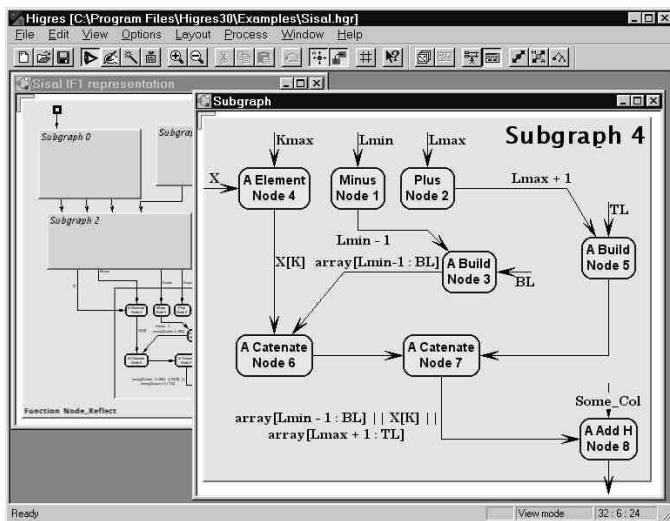 Higres [C:\Program Files\Higres30\Examples\Sisal.hgr]
File Edit View Options Layout Process Window Help
Sisal IF1 representation
Subgraph 0
Subgraph 2
Function Node_Reflect
Subgraph
Subgraph 4
Kmax
Lmin
Lmax
X
A Element
Node 4
Minus
Node 1
Plus
Node 2
Lmax + 1
TL
Lmin - 1
X[K]
array[Lmin-1 : BL]
A Build
Node 3
BL
A Build
Node 5
A Catenate
Node 6
A Catenate
Node 7
Some_Col
array[Lmin - 1 : BL] || X[K] ||
array[Lmax + 1 : TL]
A Add H
Node 8
Ready
View mode
32 : 6 : 24